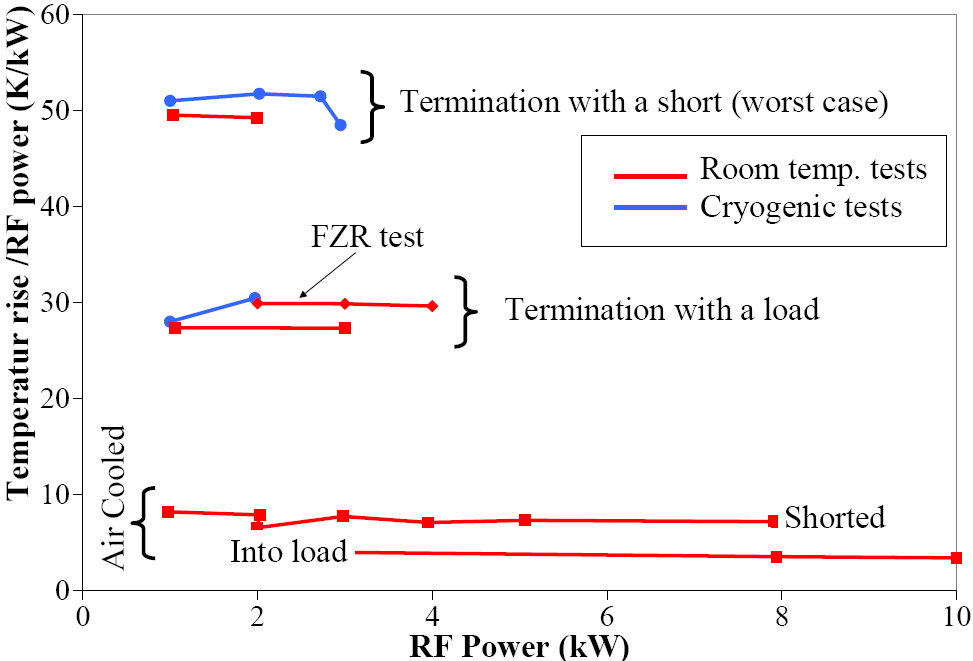 Temperatur rise /RF power (K/kW)
60
50
40
30
20
10
0
Termination with a short (worst case)
Room temp. tests
Cryogenic tests
FZR test
Termination with a load
Air Cooled
Shorted
Into load
0 2 4 6 8 10
RF Power (kW)